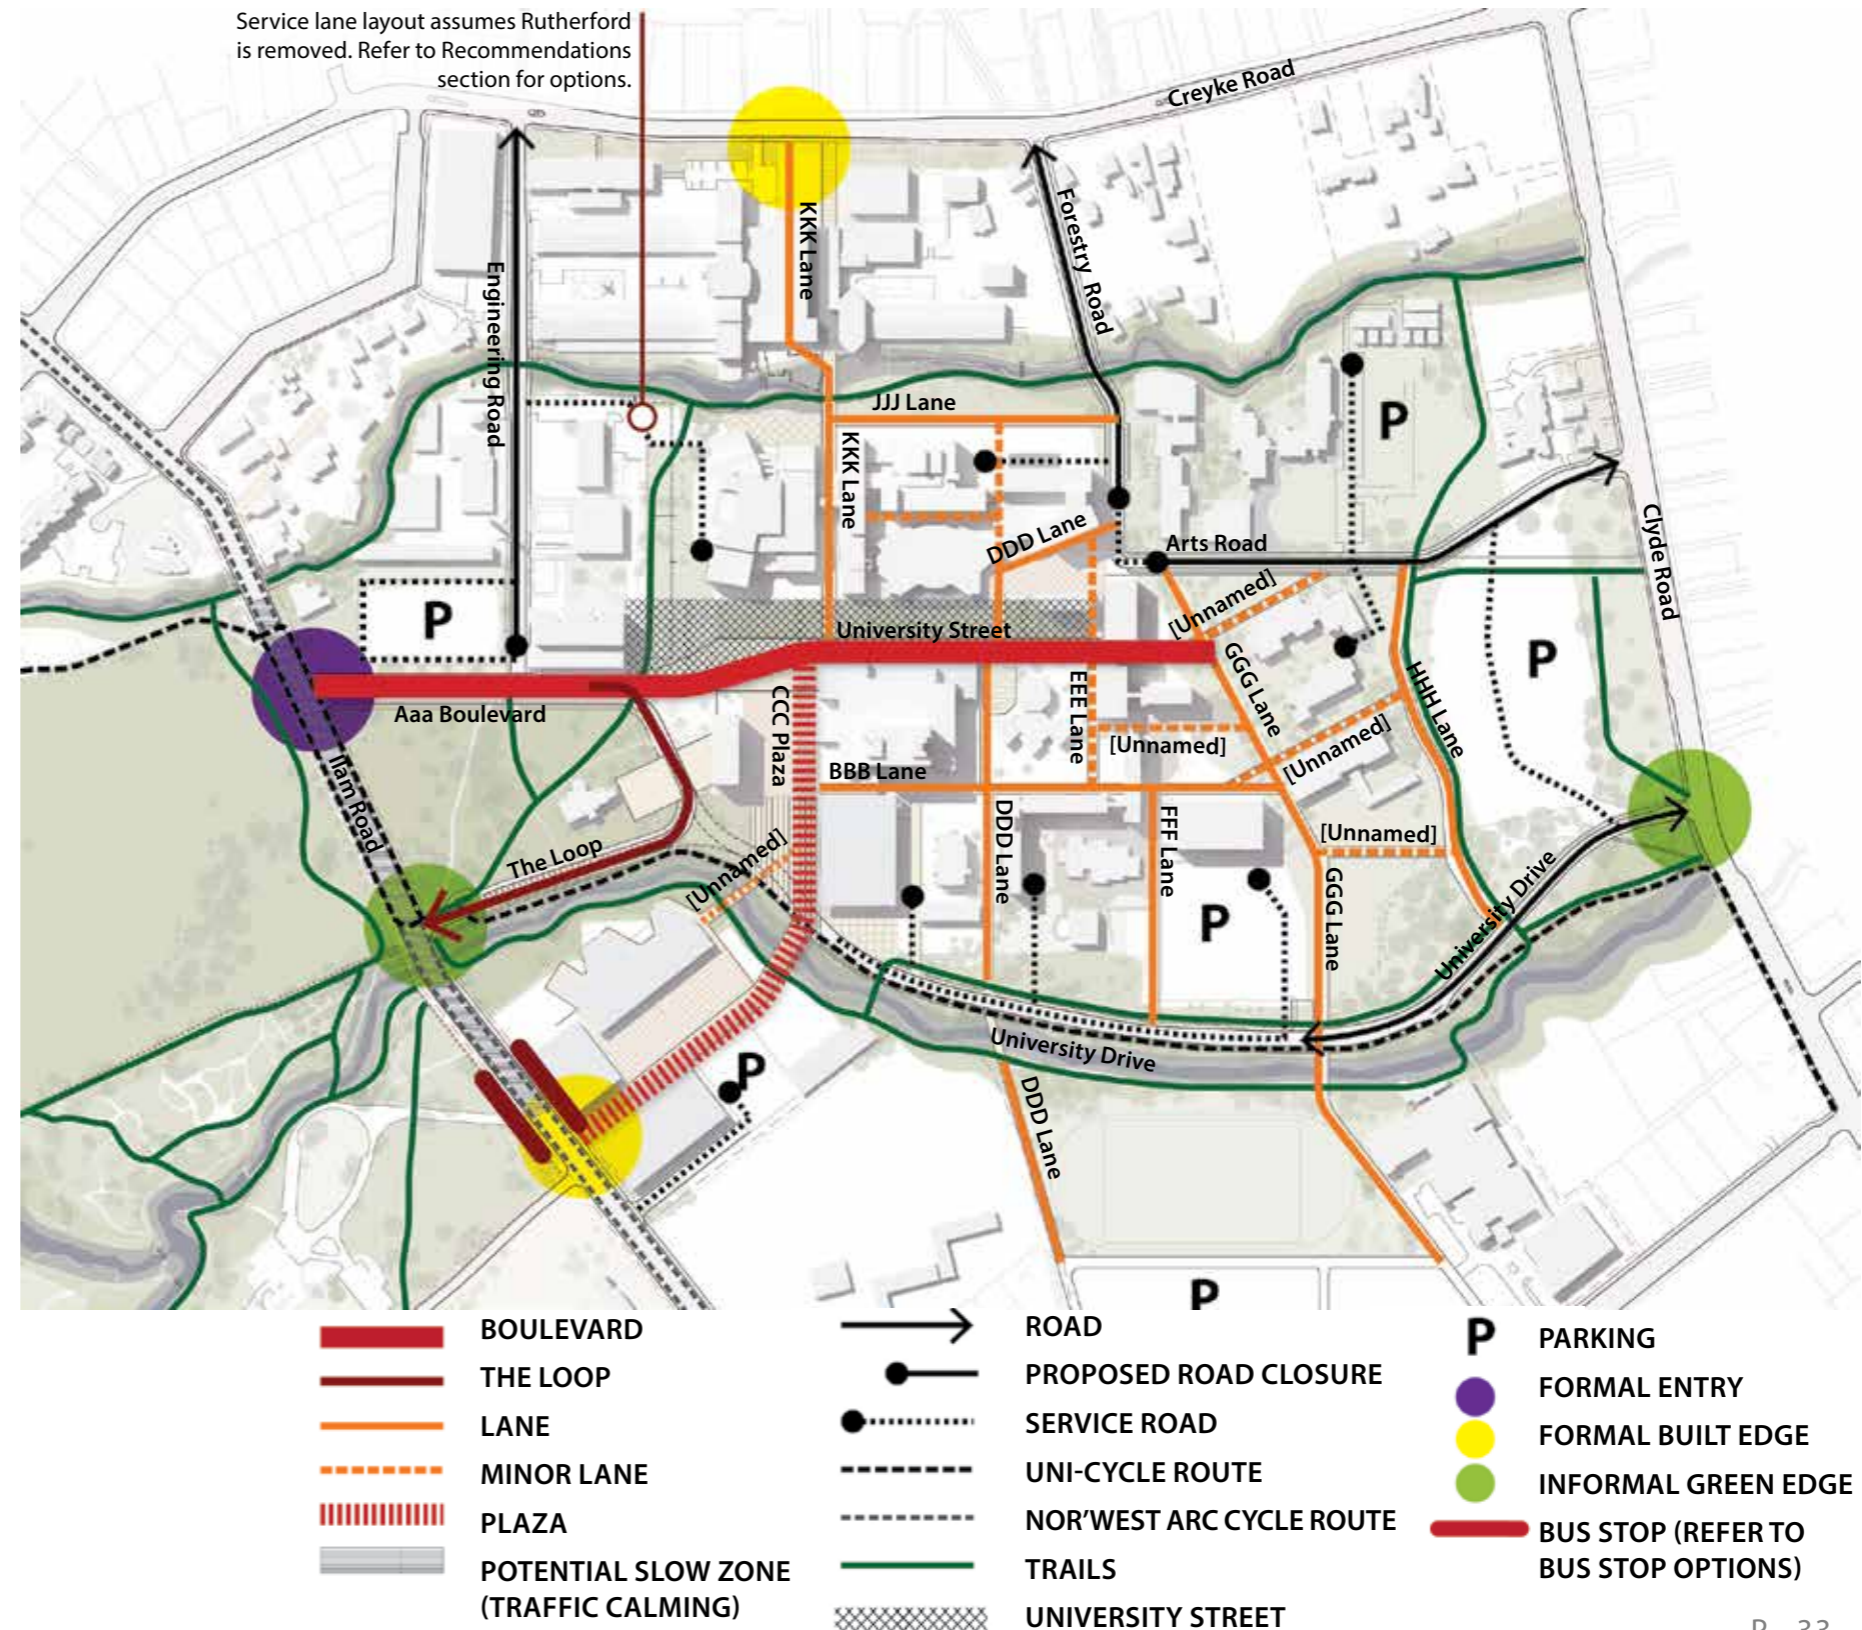 Service lane layout assumes Rutherford
is removed. Refer to Recommendations
section for options.
Creyke Road
KKK Lane
Forestry Road
Engineering Road
JJJ Lane
P
KKK Lane
DDD Lane
Arts Road
Clyde Road
[Unnamed]
P
University Street
P
GGG Lane
HHH Lane
Aaa Boulevard
CCC Plaza
EEE Lane
[Unnamed]
[Unnamed]
Ilam Road
BBB Lane
The Loop
[Unnamed]
DDD Lane
FFF Lane
[Unnamed]
GGG Lane
University Drive
P
University Drive
P
DDD Lane
P
BOULEVARD
THE LOOP
LANE
MINOR LANE
PLAZA
POTENTIAL SLOW ZONE
(TRAFFIC CALMING)
ROAD
PROPOSED ROAD CLOSURE
SERVICE ROAD
UNI-CYCLE ROUTE
NOR’WEST ARC CYCLE ROUTE
TRAILS
UNIVERSITY STREET
P PARKING
FORMAL ENTRY
FORMAL BUILT EDGE
INFORMAL GREEN EDGE
BUS STOP (REFER TO
BUS STOP OPTIONS)